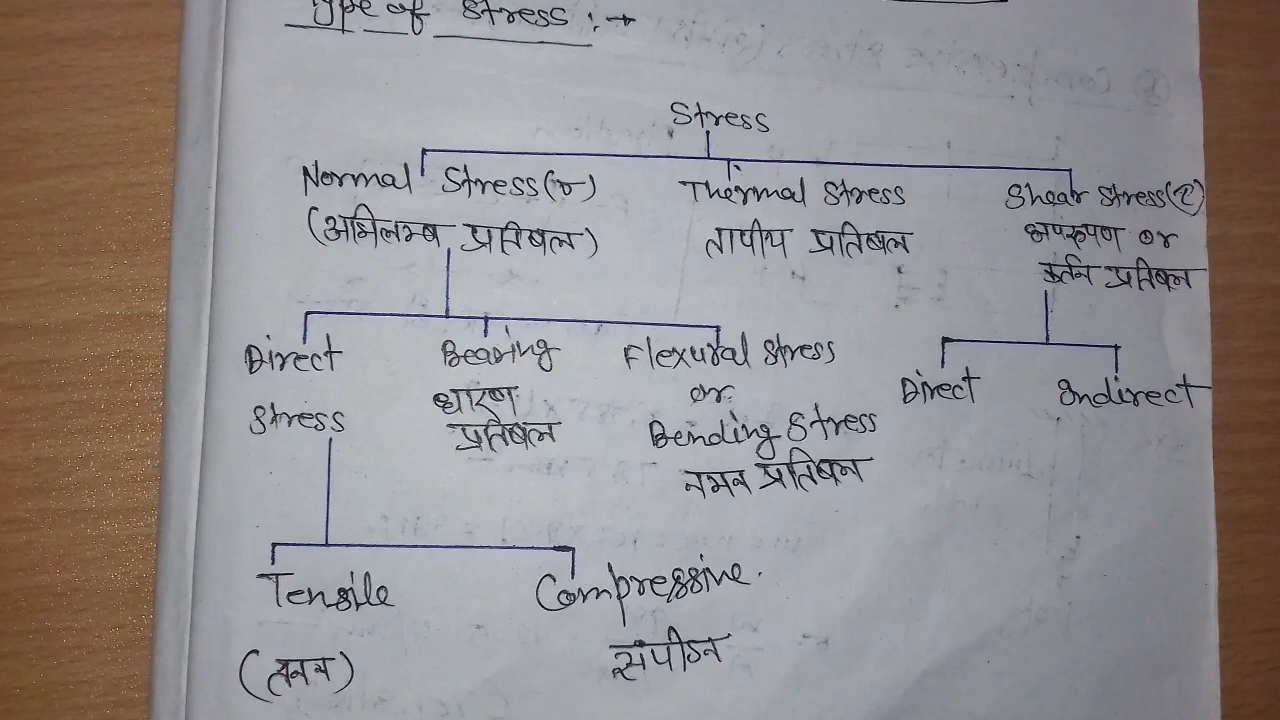 Type of Stress : →
Stress
Normal Stress (σ) Thermal Stress Shear Stress (τ)
(अभिलम्ब प्रतिबल) तापीय प्रतिबल अपरूपण or
कर्तन प्रतिबल
Direct Bearing Flexural Stress
Direct Indirect
धारण or
Stress प्रतिबल Bending Stress
नमन प्रतिबल
Tensile Compressive.
(तनन) संपीडन